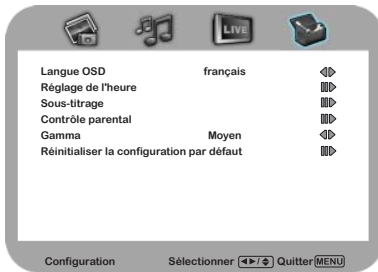 LIVE
Langue OSD français
Réglage de l'heure
Sous-titrage
Contrôle parental
Gamma Moyen
Réinitialiser la configuration par défaut
Configuration Sélectionner ◄►/♦ Quitter MENU